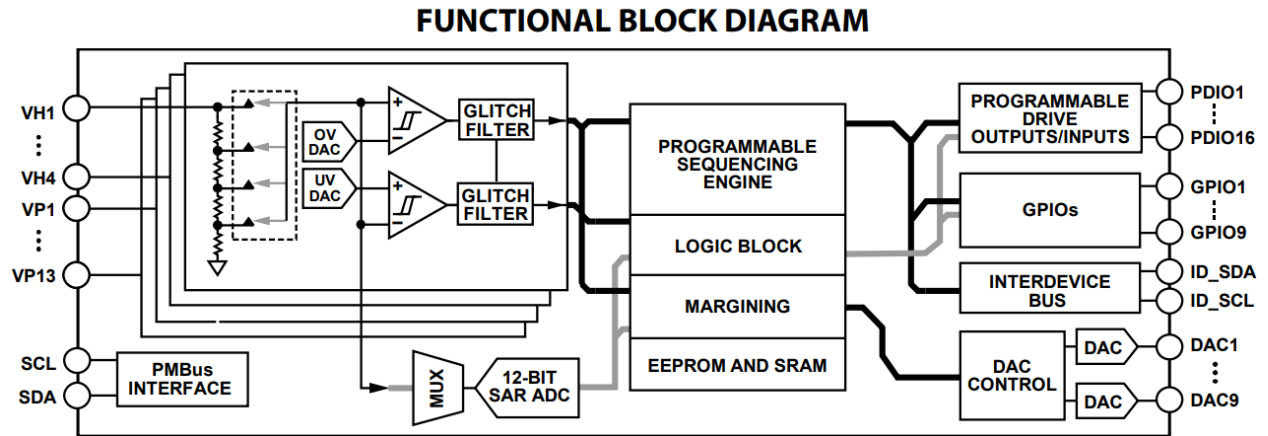 FUNCTIONAL BLOCK DIAGRAM
VH1
VH4
VP1
VP13
SCL
SDA
OV
DAC
UV
DAC
+
−
+
−
GLITCH
FILTER
GLITCH
FILTER
PMBus
INTERFACE
MUX
12-BIT
SAR ADC
PROGRAMMABLE
SEQUENCING
ENGINE
LOGIC BLOCK
MARGINING
EEPROM AND SRAM
PROGRAMMABLE
DRIVE
OUTPUTS/INPUTS
GPIOs
INTERDEVICE
BUS
DAC
CONTROL
DAC
DAC
PDIO1
PDIO16
GPIO1
GPIO9
ID_SDA
ID_SCL
DAC1
DAC9